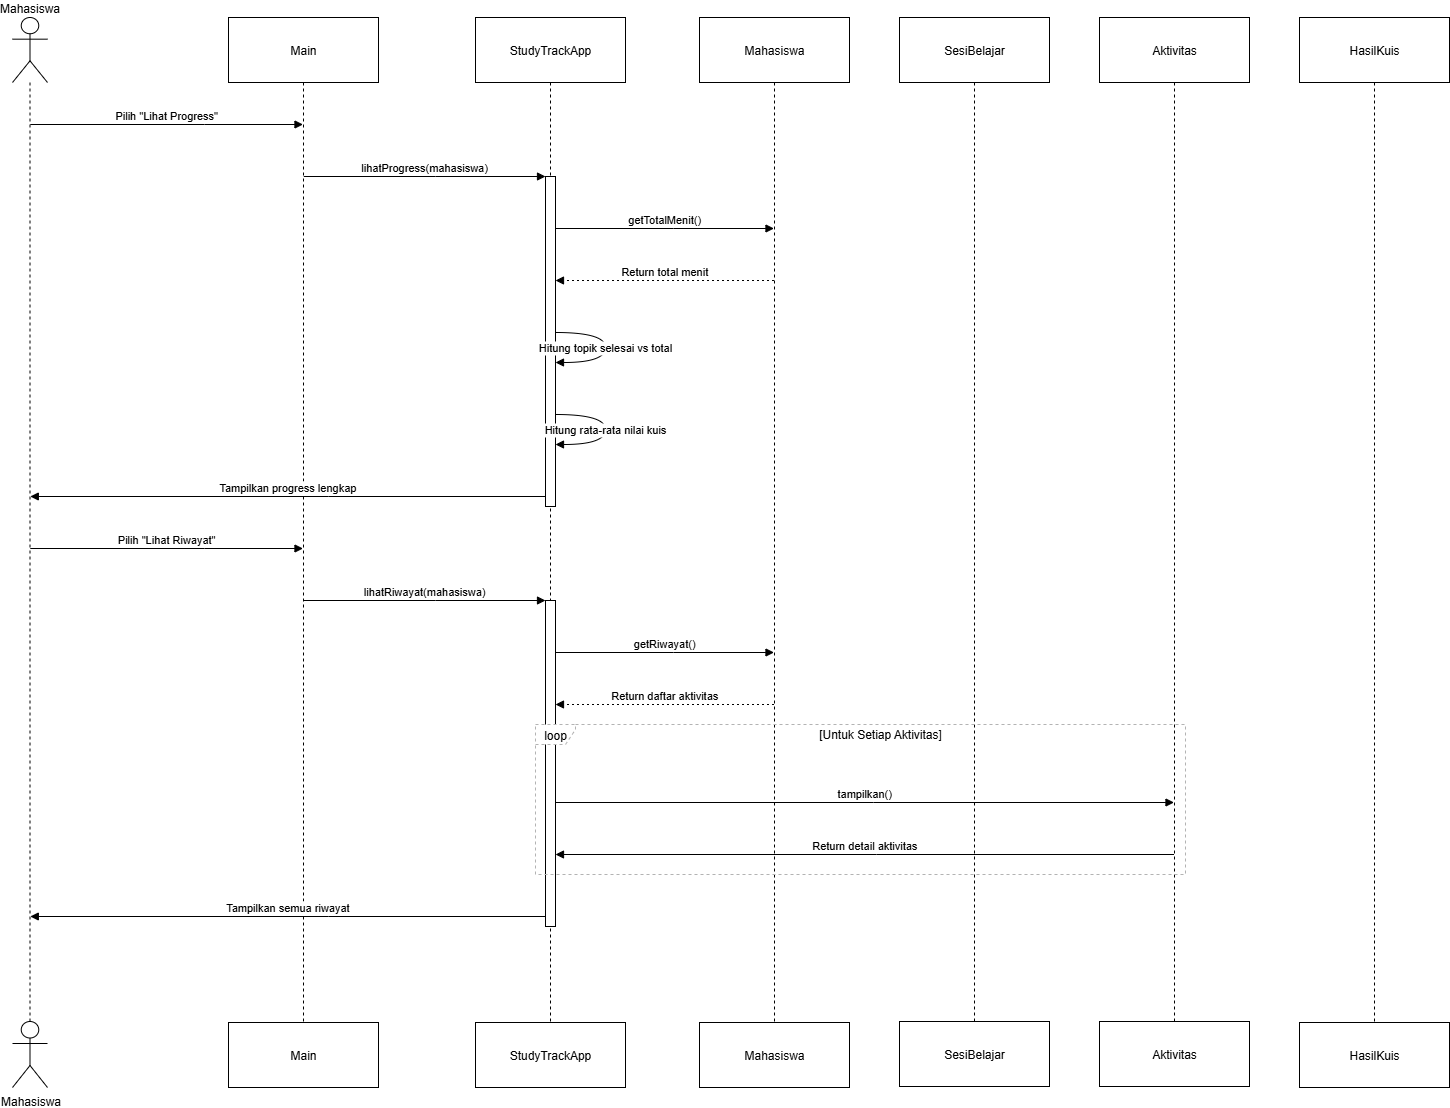 Mahasiswa
Main
StudyTrackApp
Mahasiswa
SesiBelajar
Aktivitas
HasilKuis
Pilih "Lihat Progress"
lihatProgress(mahasiswa)
getTotalMenit()
Return total menit
Hitung topik selesai vs total
Hitung rata-rata nilai kuis
Tampilkan progress lengkap
Pilih "Lihat Riwayat"
lihatRiwayat(mahasiswa)
getRiwayat()
Return daftar aktivitas
loop
[Untuk Setiap Aktivitas]
tampilkan()
Return detail aktivitas
Tampilkan semua riwayat
Main
StudyTrackApp
Mahasiswa
SesiBelajar
Aktivitas
HasilKuis
Mahasiswa